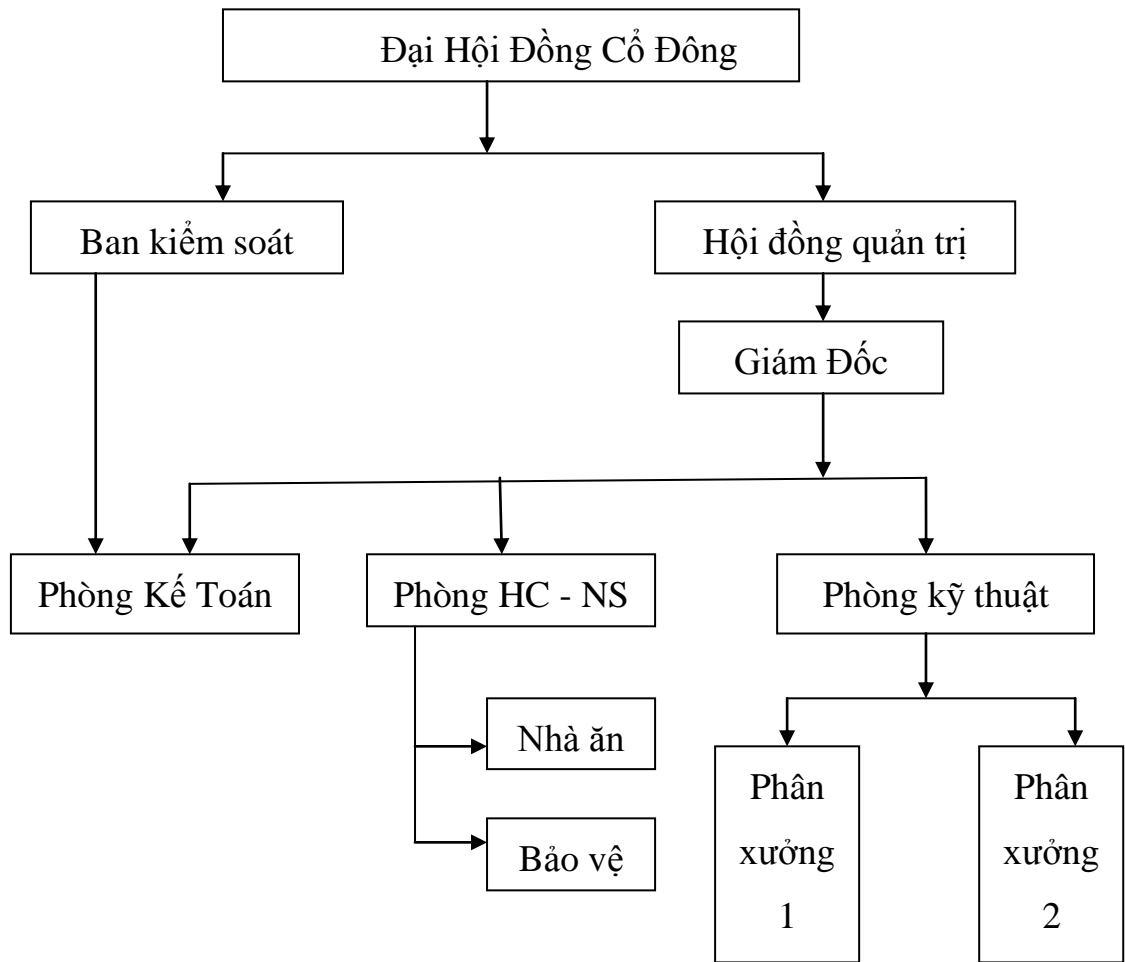 Đại Hội Đồng Cổ Đông
Ban kiểm soát
Hội đồng quản trị
Giám Đốc
Phòng Kế Toán
Phòng HC - NS
Phòng kỹ thuật
Nhà ăn
Bảo vệ
Phân
xưởng
1
Phân
xưởng
2